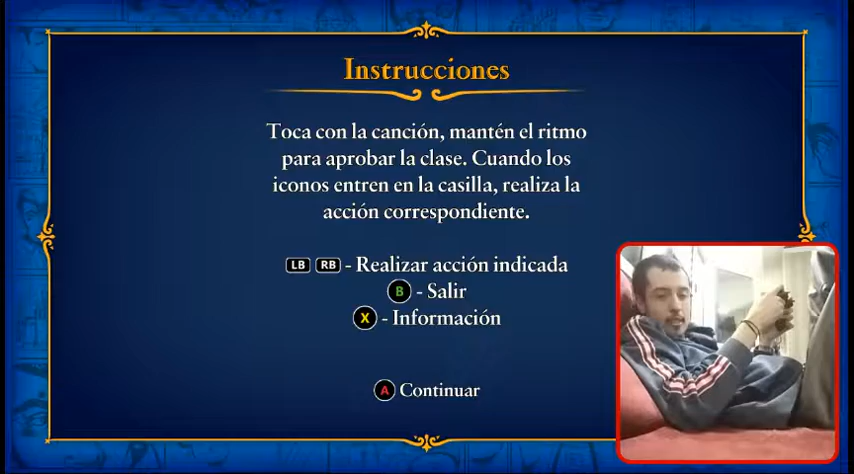 Instrucciones
Toca con la canción, mantén el ritmo
para aprobar la clase. Cuando los
iconos entren en la casilla, realiza la
acción correspondiente.
LB RB - Realizar acción indicada
B - Salir
X - Información
A Continuar